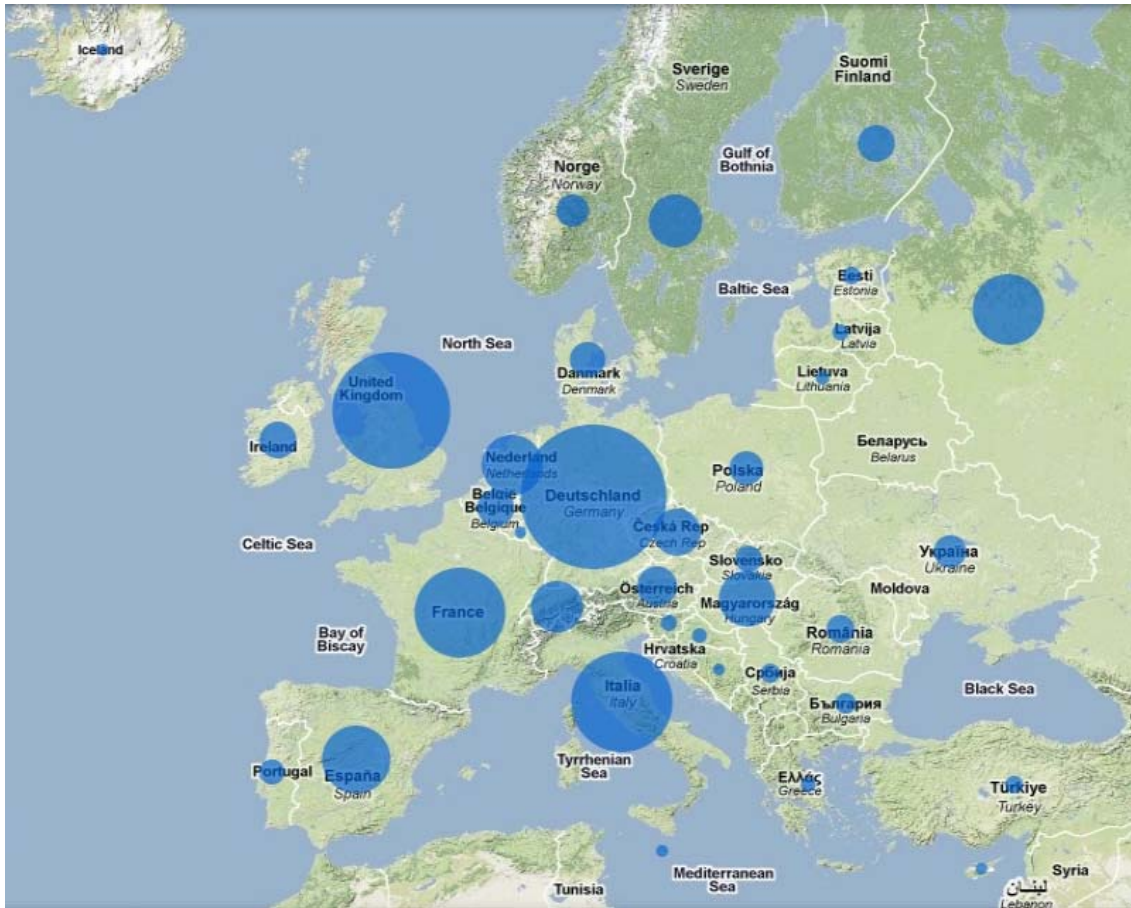 Iceland
Sverige
Sweden
Suomi
Finland
Norge
Norway
Gulf of
Bothnia
Eesti
Estonia
Baltic Sea
Latvija
Latvia
North Sea
Danmark
Denmark
Lietuva
Lithuania
United
Kingdom
Ireland
Беларусь
Belarus
Nederland
Netherlands
Polska
Poland
België
Belgique
Belgium
Deutschland
Germany
Česká Rep
Czech Rep
Celtic Sea
Україна
Ukraine
Slovensko
Slovakia
Österreich
Austria
Moldova
Magyarország
Hungary
France
Bay of
Biscay
România
Romania
Hrvatska
Croatia
Србија
Serbia
Italia
Italy
Black Sea
България
Bulgaria
Tyrrhenian
Sea
Portugal
España
Spain
Ελλάς
Greece
Türkiye
Turkey
Mediterranean
Sea
Syria
Tunisia
لبنان
Lebanon